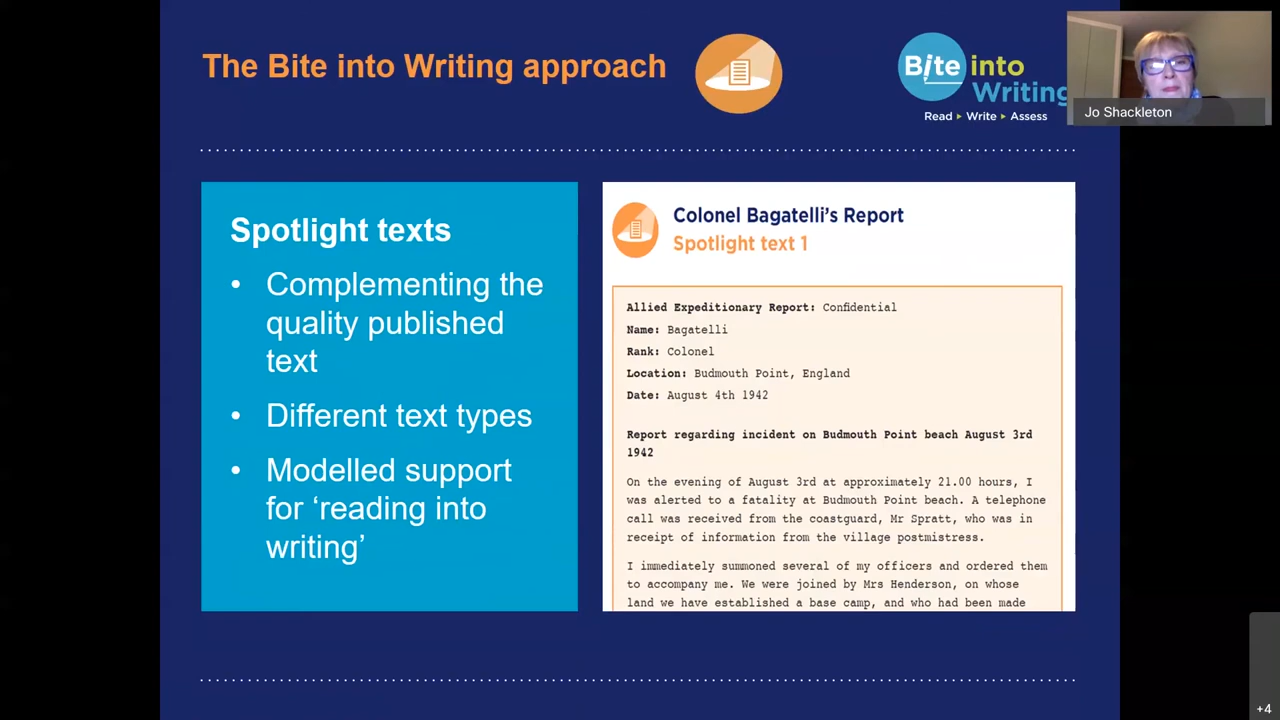 The Bite into Writing approach
Bite into
Writing
Read ▸ Write ▸ Assess
Jo Shackleton
Spotlight texts
• Complementing the
quality published
text
• Different text types
• Modelled support
for ‘reading into
writing’
Colonel Bagatelli’s Report
Spotlight text 1
Allied Expeditionary Report: Confidential
Name: Bagatelli
Rank: Colonel
Location: Budmouth Point, England
Date: August 4th 1942
Report regarding incident on Budmouth Point beach August 3rd
1942
On the evening of August 3rd at approximately 21.00 hours, I
was alerted to a fatality at Budmouth Point beach. A telephone
call was received from the coastguard, Mr Spratt, who was in
receipt of information from the village postmistress.
I immediately summoned several of my officers and ordered them
to accompany me. We were joined by Mrs Henderson, on whose
land we have established a base camp, and who had been made
+4